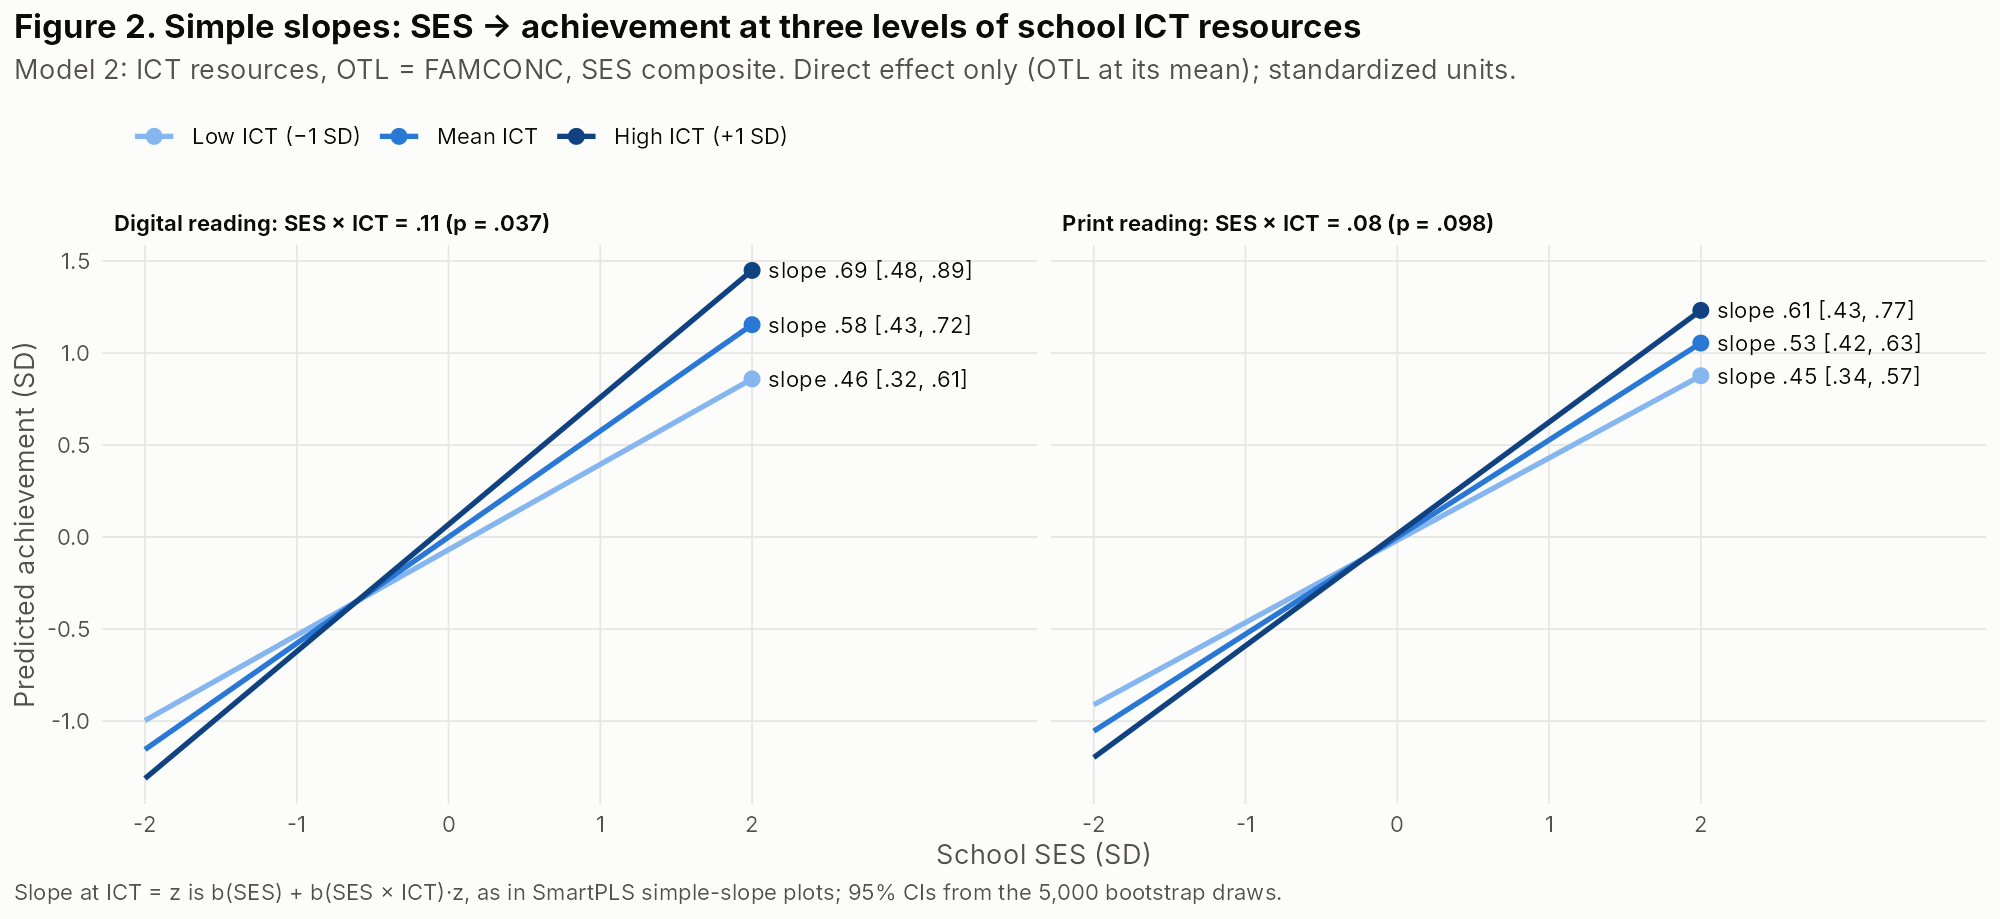 Figure 2. Simple slopes: SES → achievement at three levels of school ICT resources
Model 2: ICT resources, OTL = FAMCONC, SES composite. Direct effect only (OTL at its mean); standardized units.
Low ICT (−1 SD) Mean ICT High ICT (+1 SD)
Digital reading: SES × ICT = .11 (p = .037)
Print reading: SES × ICT = .08 (p = .098)
Predicted achievement (SD)
1.5
1.0
0.5
0.0
-0.5
-1.0
slope .69 [.48, .89]
slope .58 [.43, .72]
slope .46 [.32, .61]
slope .61 [.43, .77]
slope .53 [.42, .63]
slope .45 [.34, .57]
-2 -1 0 1 2
-2 -1 0 1 2
School SES (SD)
Slope at ICT = z is b(SES) + b(SES × ICT)·z, as in SmartPLS simple-slope plots; 95% CIs from the 5,000 bootstrap draws.